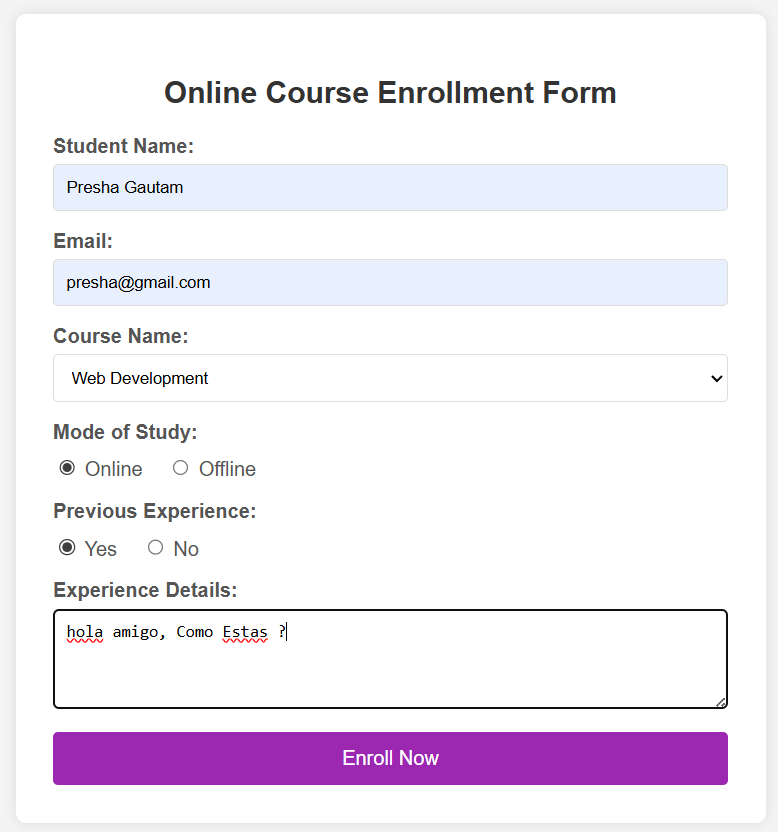 Online Course Enrollment Form
Student Name:
Presha Gautam
Email:
presha@gmail.com
Course Name:
Web Development
Mode of Study:
Online Offline
Previous Experience:
Yes No
Experience Details:
hola amigo, Como Estas ?
Enroll Now